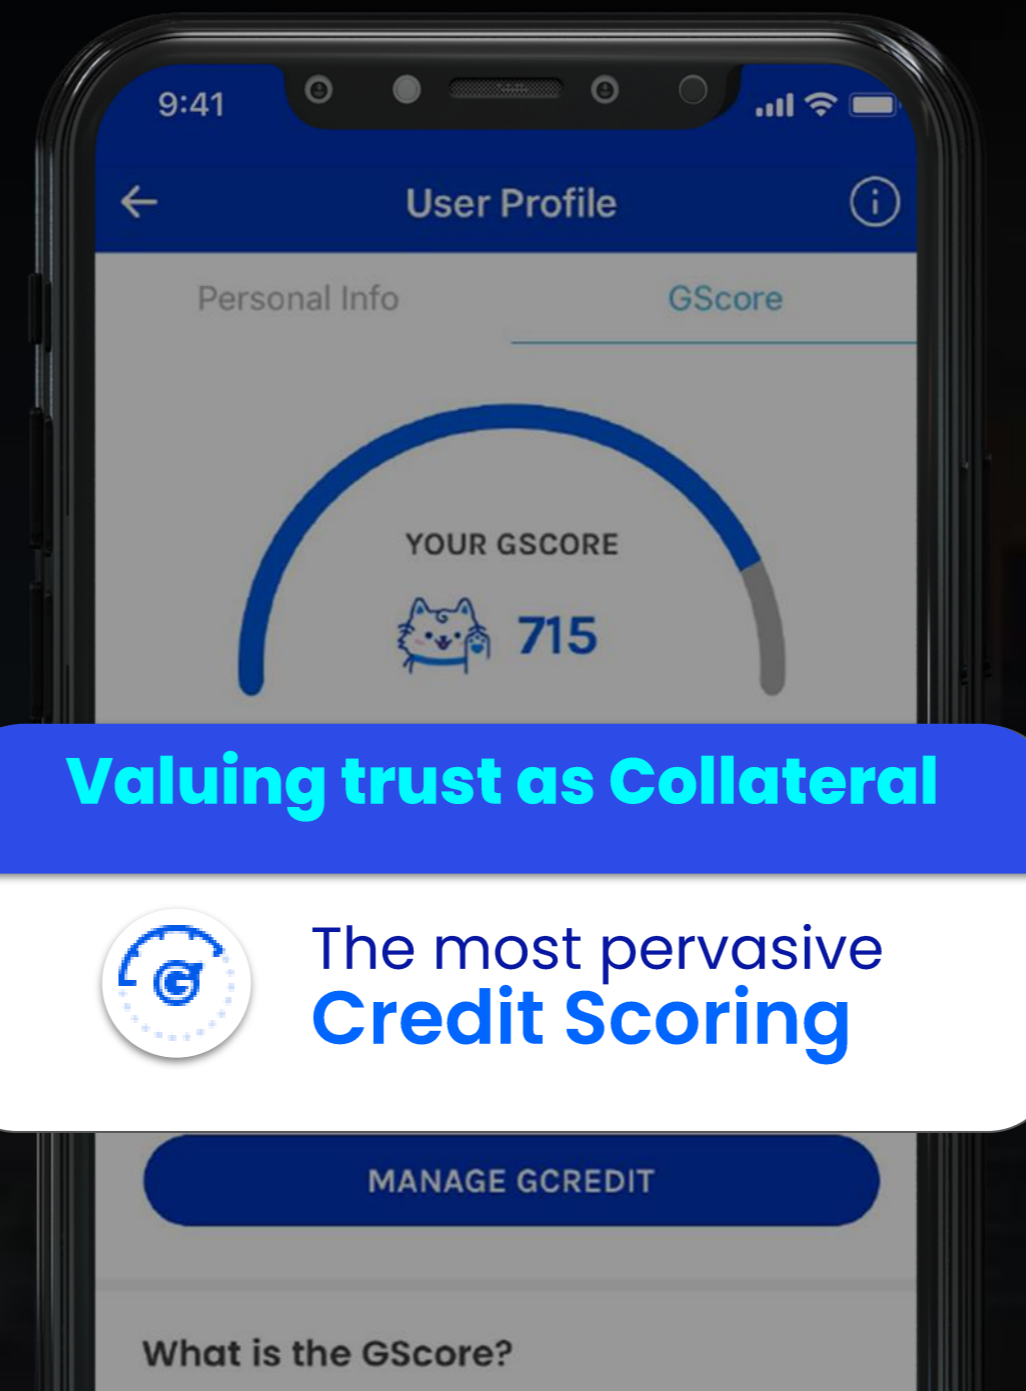 9:41
User Profile
Personal Info
GScore
YOUR GSCORE
715
Valuing trust as Collateral
G
The most pervasive
Credit Scoring
MANAGE GCREDIT
What is the GScore?